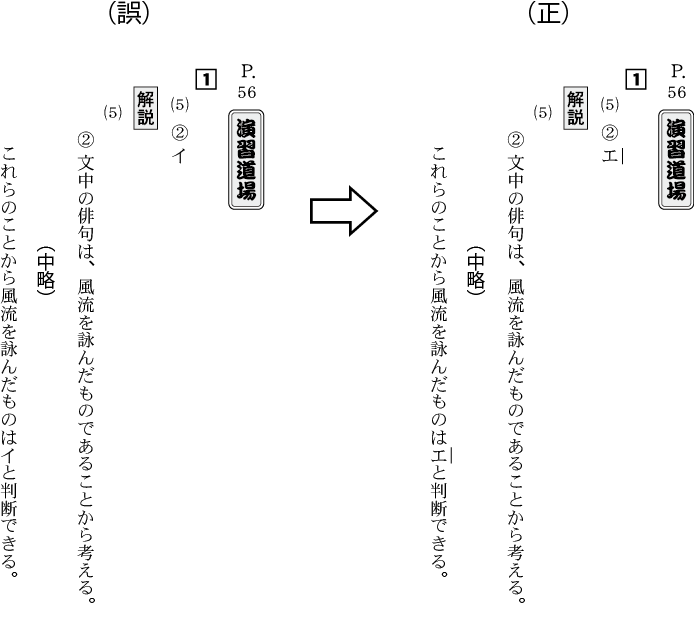 （誤）
P.56 演習道場
1
(5) ② イ
解説
(5)
② 文中の俳句は、風流を詠んだものであることから考える。
（中略）
これらのことから風流を詠んだものはイと判断できる。
（正）
P.56 演習道場
1
(5) ② エ
解説
(5)
② 文中の俳句は、風流を詠んだものであることから考える。
（中略）
これらのことから風流を詠んだものはエと判断できる。